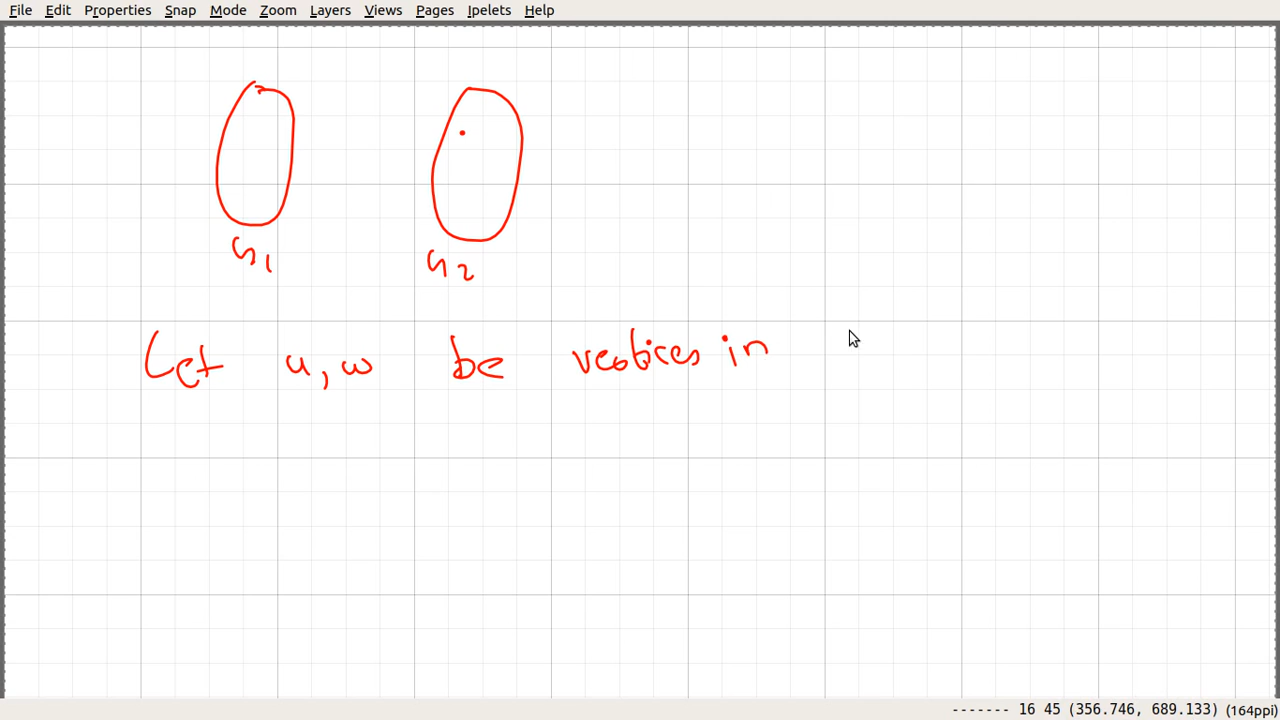 File Edit Properties Snap Mode Zoom Layers Views Pages Ipelets Help
G1 G2
Let u, w be vertices in
------- 16 45 (356.746, 689.133) (164ppi)